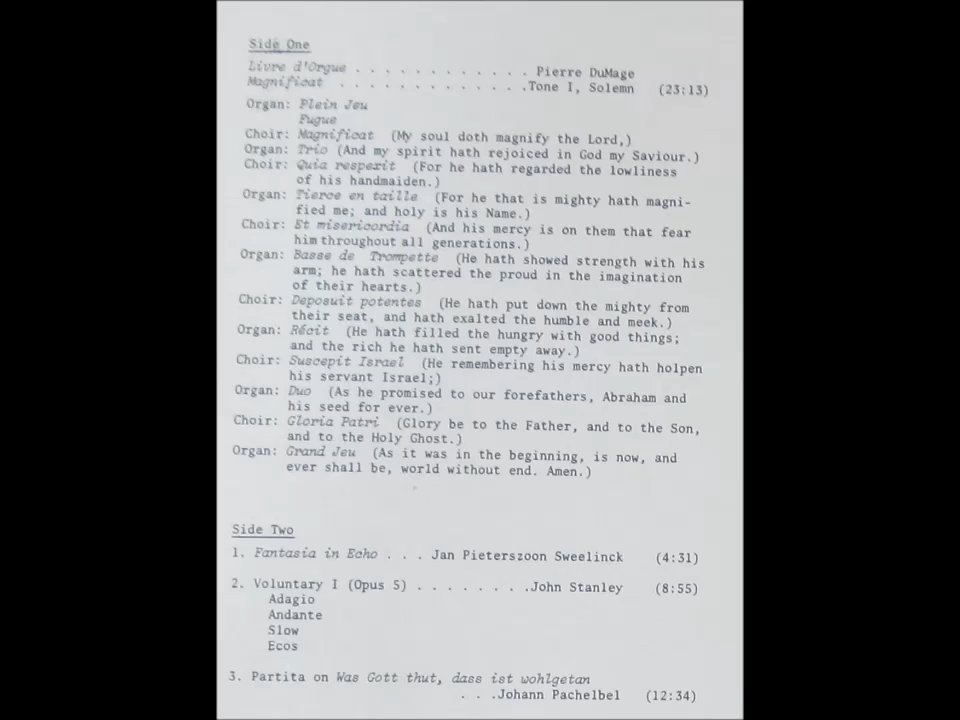 Side One
Livre d'Orgue . . . . . . . . . . . . Pierre DuMage
Magnificat . . . . . . . . . . . . .Tone I, Solemn (23:13)
Organ: Plein Jeu
Fugue
Choir: Magnificat (My soul doth magnify the Lord,)
Organ: Trio (And my spirit hath rejoiced in God my Saviour.)
Choir: Quia respexit (For he hath regarded the lowliness
of his handmaiden.)
Organ: Tierce en taille (For he that is mighty hath magni-
fied me; and holy is his Name.)
Choir: Et misericordia (And his mercy is on them that fear
him throughout all generations.)
Organ: Basse de Trompette (He hath showed strength with his
arm; he hath scattered the proud in the imagination
of their hearts.)
Choir: Deposuit potentes (He hath put down the mighty from
their seat, and hath exalted the humble and meek.)
Organ: Récit (He hath filled the hungry with good things;
and the rich he hath sent empty away.)
Choir: Suscepit Israel (He remembering his mercy hath holpen
his servant Israel;)
Organ: Duo (As he promised to our forefathers, Abraham and
his seed for ever.)
Choir: Gloria Patri (Glory be to the Father, and to the Son,
and to the Holy Ghost.)
Organ: Grand Jeu (As it was in the beginning, is now, and
ever shall be, world without end. Amen.)
Side Two
1. Fantasia in Echo . . . Jan Pieterszoon Sweelinck (4:31)
2. Voluntary I (Opus 5) . . . . . . . .John Stanley (8:55)
Adagio
Andante
Slow
Ecos
3. Partita on Was Gott thut, dass ist wohlgetan
. . .Johann Pachelbel (12:34)